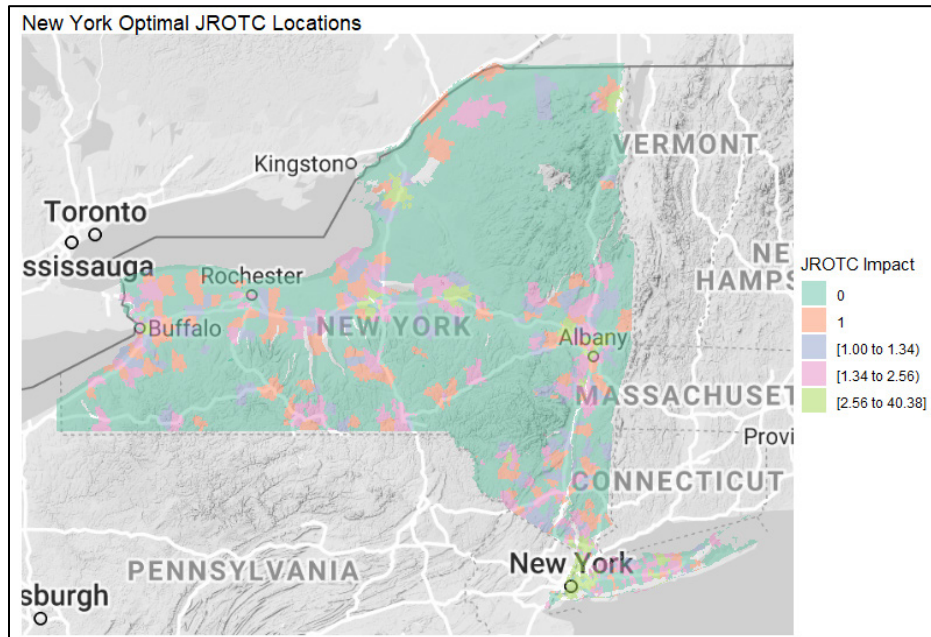 New York Optimal JROTC Locations
Kingston
VERMONT
Toronto
ssissauga
NE
HAMPS
Rochester
Buffalo
NEW YORK
Albany
MASSACHUSET
Provi
CONNECTICUT
New York
PENNSYLVANIA
sburgh
JROTC Impact
0
1
[1.00 to 1.34)
[1.34 to 2.56)
[2.56 to 40.38]